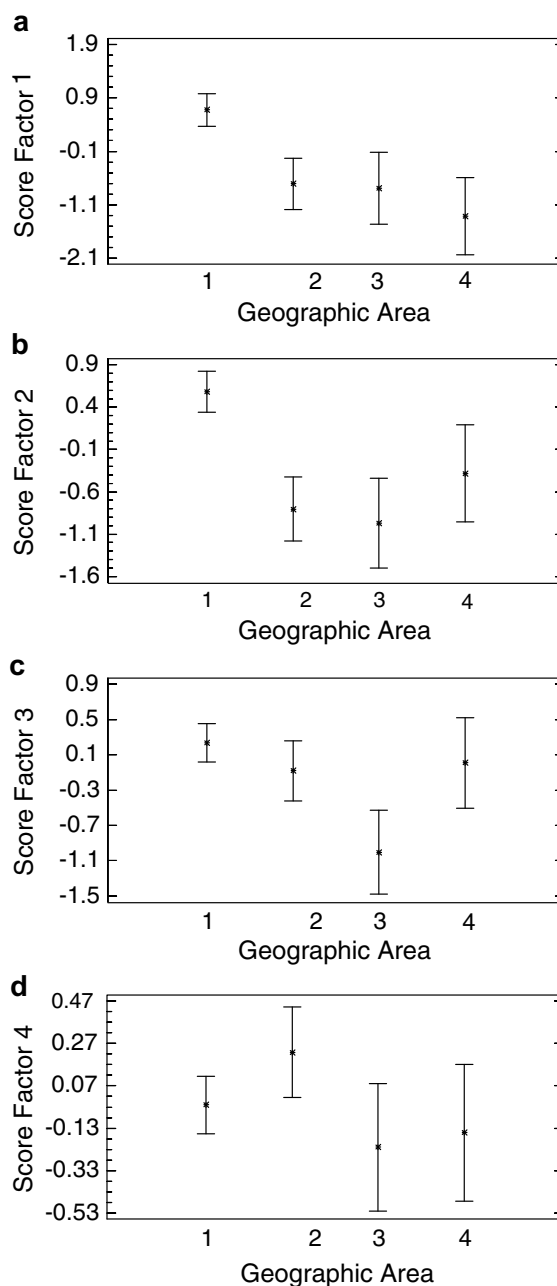 a
1.9
0.9
-0.1
-1.1
-2.1
Score Factor 1
1 2 3 4
Geographic Area
b
0.9
0.4
-0.1
-0.6
-1.1
-1.6
Score Factor 2
1 2 3 4
Geographic Area
c
0.9
0.5
0.1
-0.3
-0.7
-1.1
-1.5
Score Factor 3
1 2 3 4
Geographic Area
d
0.47
0.27
0.07
-0.13
-0.33
-0.53
Score Factor 4
1 2 3 4
Geographic Area